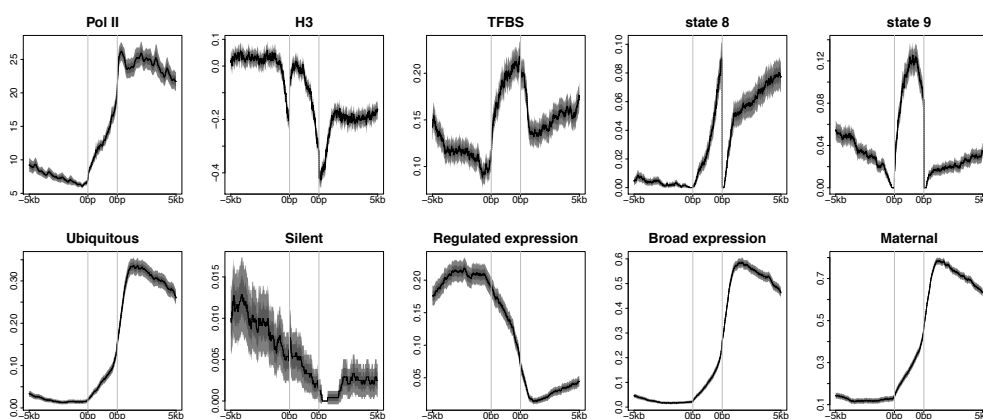 Pol II
25
20
15
10
5
−5kb 0bp 0bp 5kb
H3
0.1
0.0
−0.2
−0.4
−5kb 0bp 0bp 5kb
TFBS
0.20
0.15
0.10
−5kb 0bp 0bp 5kb
state 8
0.10
0.08
0.06
0.04
0.02
0.00
−5kb 0bp 0bp 5kb
state 9
0.12
0.08
0.04
0.00
−5kb 0bp 0bp 5kb
Ubiquitous
0.30
0.20
0.10
0.00
−5kb 0bp 0bp 5kb
Silent
0.015
0.010
0.005
0.000
−5kb 0bp 0bp 5kb
Regulated expression
0.20
0.15
0.10
0.05
−5kb 0bp 0bp 5kb
Broad expression
0.6
0.5
0.4
0.3
0.2
0.1
0.0
−5kb 0bp 0bp 5kb
Maternal
0.7
0.5
0.3
0.1
−5kb 0bp 0bp 5kb